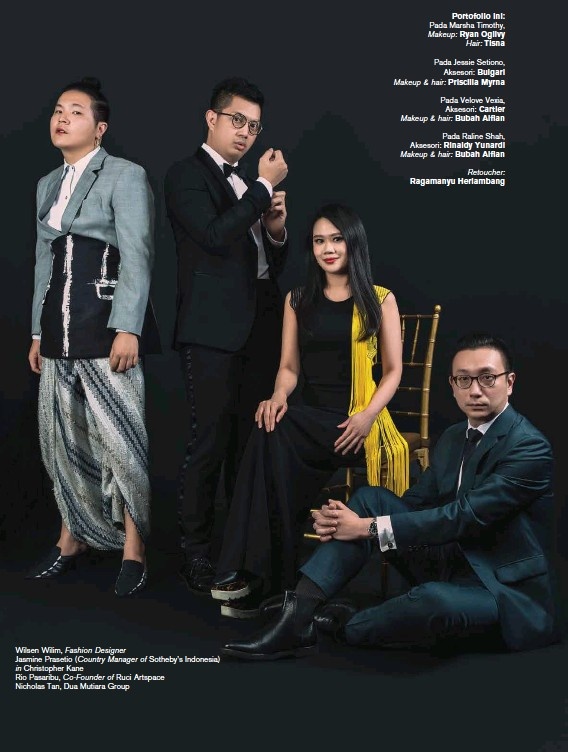 Portofolio Ini:
Pada Marsha Timothy,
Makeup: Ryan Ogilvy
Hair: Tisna
Pada Jessie Setiono,
Aksesori: Bulgari
Makeup & hair: Priscilla Myrna
Pada Velove Vexia,
Aksesori: Cartier
Makeup & hair: Bubah Alfian
Pada Raline Shah,
Aksesori: Rinaldy Yunardi
Makeup & hair: Bubah Alfian
Retoucher:
Ragamanyu Herlambang
Wilsen Wilim, Fashion Designer
Jasmine Prasetio (Country Manager of Sotheby's Indonesia)
in Christopher Kane
Rio Pasaribu, Co-Founder of Ruci Artspace
Nicholas Tan, Dua Mutiara Group